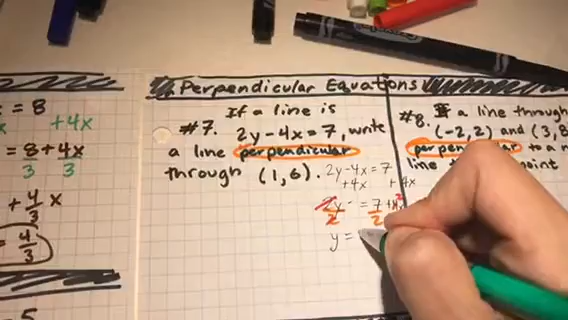 Perpendicular Equations
= 8
+4x
= 8+4x
3 3
+ 4/3 x
= 4/3
If a line is
#7. 2y-4x=7, write
a line perpendicular
through (1,6).
2y-4x=7
+4x +4x
2y = 7+
2 2
y =
#8. If a line through
(-2,2) and (3,8
perpendicular to a
line point